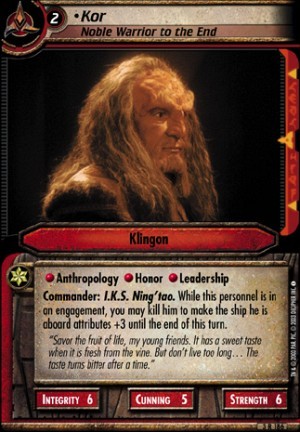 2
•Kor
Noble Warrior to the End
Klingon
• Anthropology • Honor • Leadership
Commander: I.K.S. Ning'tao. While this personnel is in
an engagement, you may kill him to make the ship he is
aboard attributes +3 until the end of this turn.
"Savor the fruit of life, my young friends. It has a sweet taste
when it is fresh from the vine. But don't live too long... The
taste turns bitter after a time."
INTEGRITY 6
CUNNING 5
STRENGTH 6